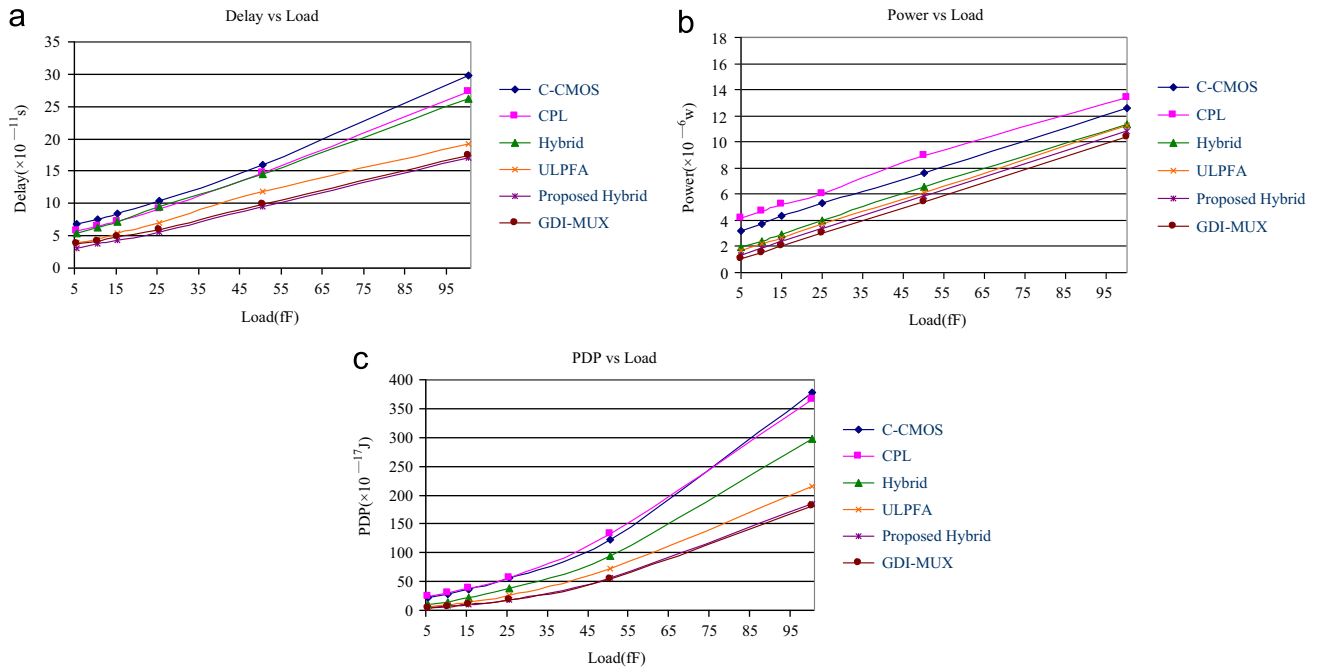 a
Delay vs Load
Delay(×10⁻¹¹s)
35
30
25
20
15
10
5
0
5 15 25 35 45 55 65 75 85 95
Load(fF)
C-CMOS
CPL
Hybrid
ULPFA
Proposed Hybrid
GDI-MUX
b
Power vs Load
Power(×10⁻⁶w)
18
16
14
12
10
8
6
4
2
0
5 15 25 35 45 55 65 75 85 95
Load(fF)
C-CMOS
CPL
Hybrid
ULPFA
Proposed Hybrid
GDI-MUX
c
PDP vs Load
PDP(×10⁻¹⁷J)
400
350
300
250
200
150
100
50
0
5 15 25 35 45 55 65 75 85 95
Load(fF)
C-CMOS
CPL
Hybrid
ULPFA
Proposed Hybrid
GDI-MUX